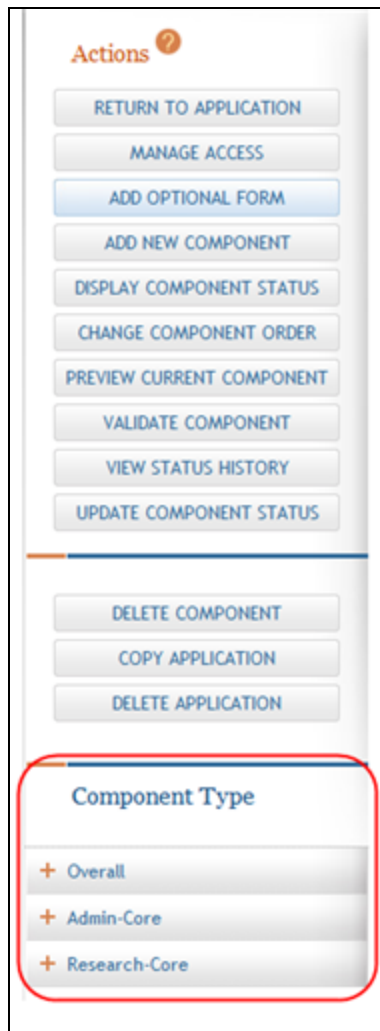 Actions ?
RETURN TO APPLICATION
MANAGE ACCESS
ADD OPTIONAL FORM
ADD NEW COMPONENT
DISPLAY COMPONENT STATUS
CHANGE COMPONENT ORDER
PREVIEW CURRENT COMPONENT
VALIDATE COMPONENT
VIEW STATUS HISTORY
UPDATE COMPONENT STATUS
DELETE COMPONENT
COPY APPLICATION
DELETE APPLICATION
Component Type
+ Overall
+ Admin-Core
+ Research-Core